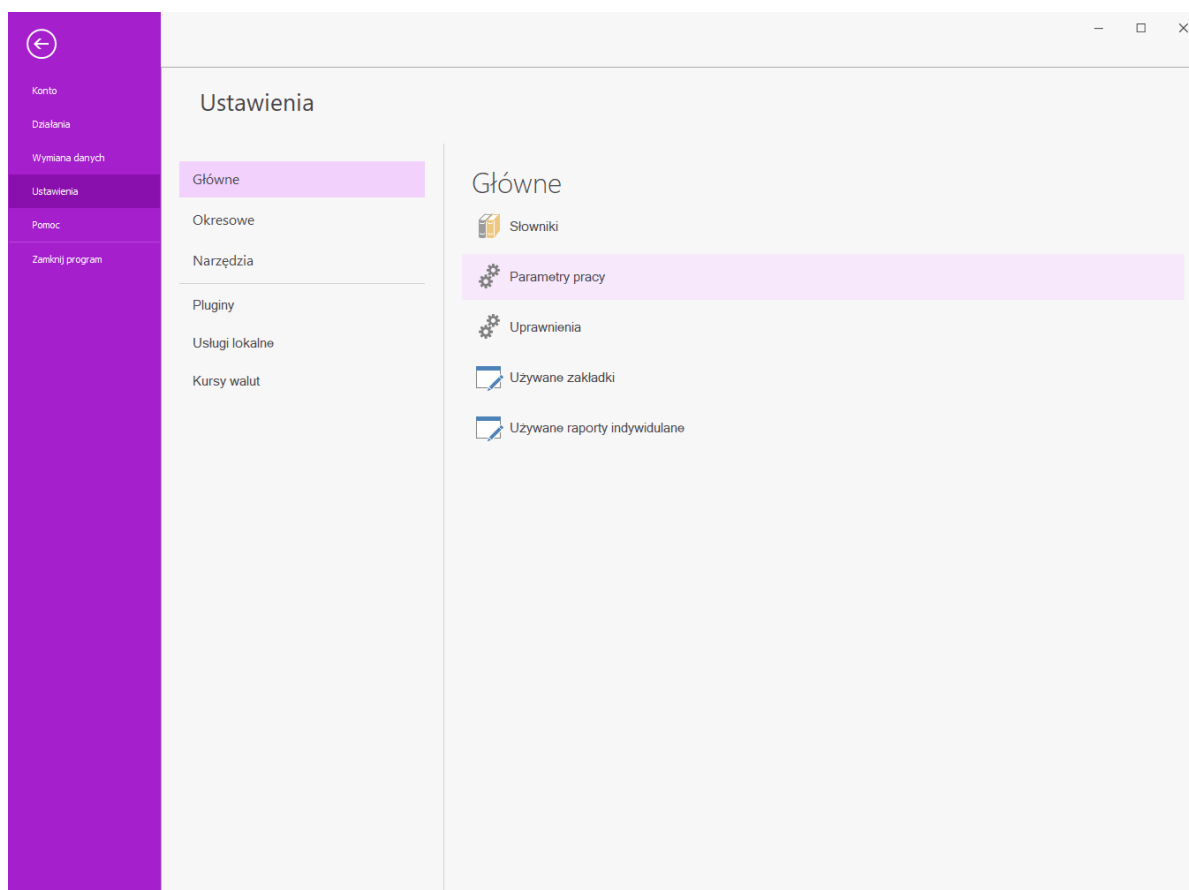 Konto
Działania
Wymiana danych
Ustawienia
Pomoc
Zamknij program
Ustawienia
Główne
Okresowe
Narzędzia
Pluginy
Usługi lokalne
Kursy walut
Główne
Słowniki
Parametry pracy
Uprawnienia
Używane zakładki
Używane raporty indywidulane